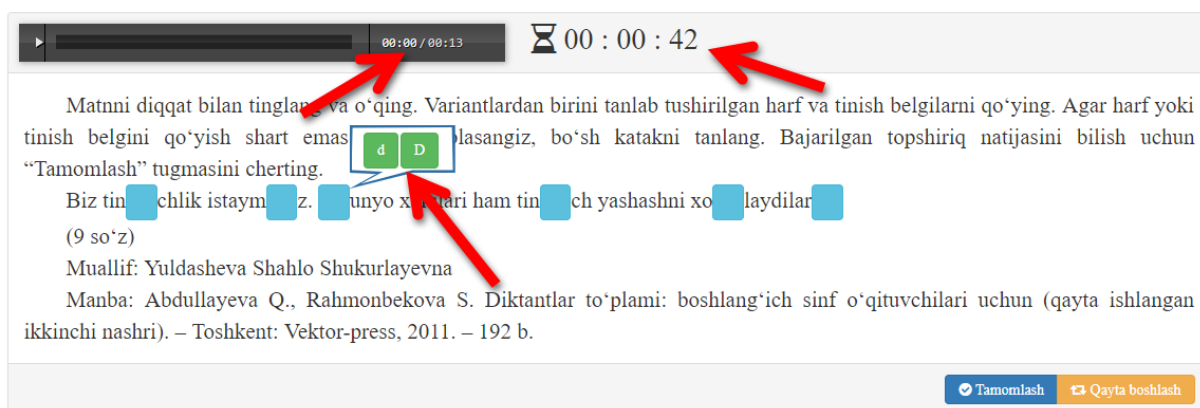 00:00/00:13
00 : 00 : 42
Matnni diqqat bilan tinglang va o‘qing. Variantlardan birini tanlab tushirilgan harf va tinish belgilarni qo‘ying. Agar harf yoki
tinish belgini qo‘yish shart emas bo‘sh katakni tanlang. Bajarilgan topshiriq natijasini bilish uchun
d D
“Tamomlash” tugmasini cherting.
Biz tin chlik istaym z. unyo ham tin ch yashashni xo laydilar
(9 so‘z)
Muallif: Yuldasheva Shahlo Shukurlayevna
Manba: Abdullayeva Q., Rahmonbekova S. Diktantlar to‘plami: boshlang‘ich sinf o‘qituvchilari uchun (qayta ishlangan
ikkinchi nashri). – Toshkent: Vektor-press, 2011. – 192 b.
Tamomlash Qayta boshlash